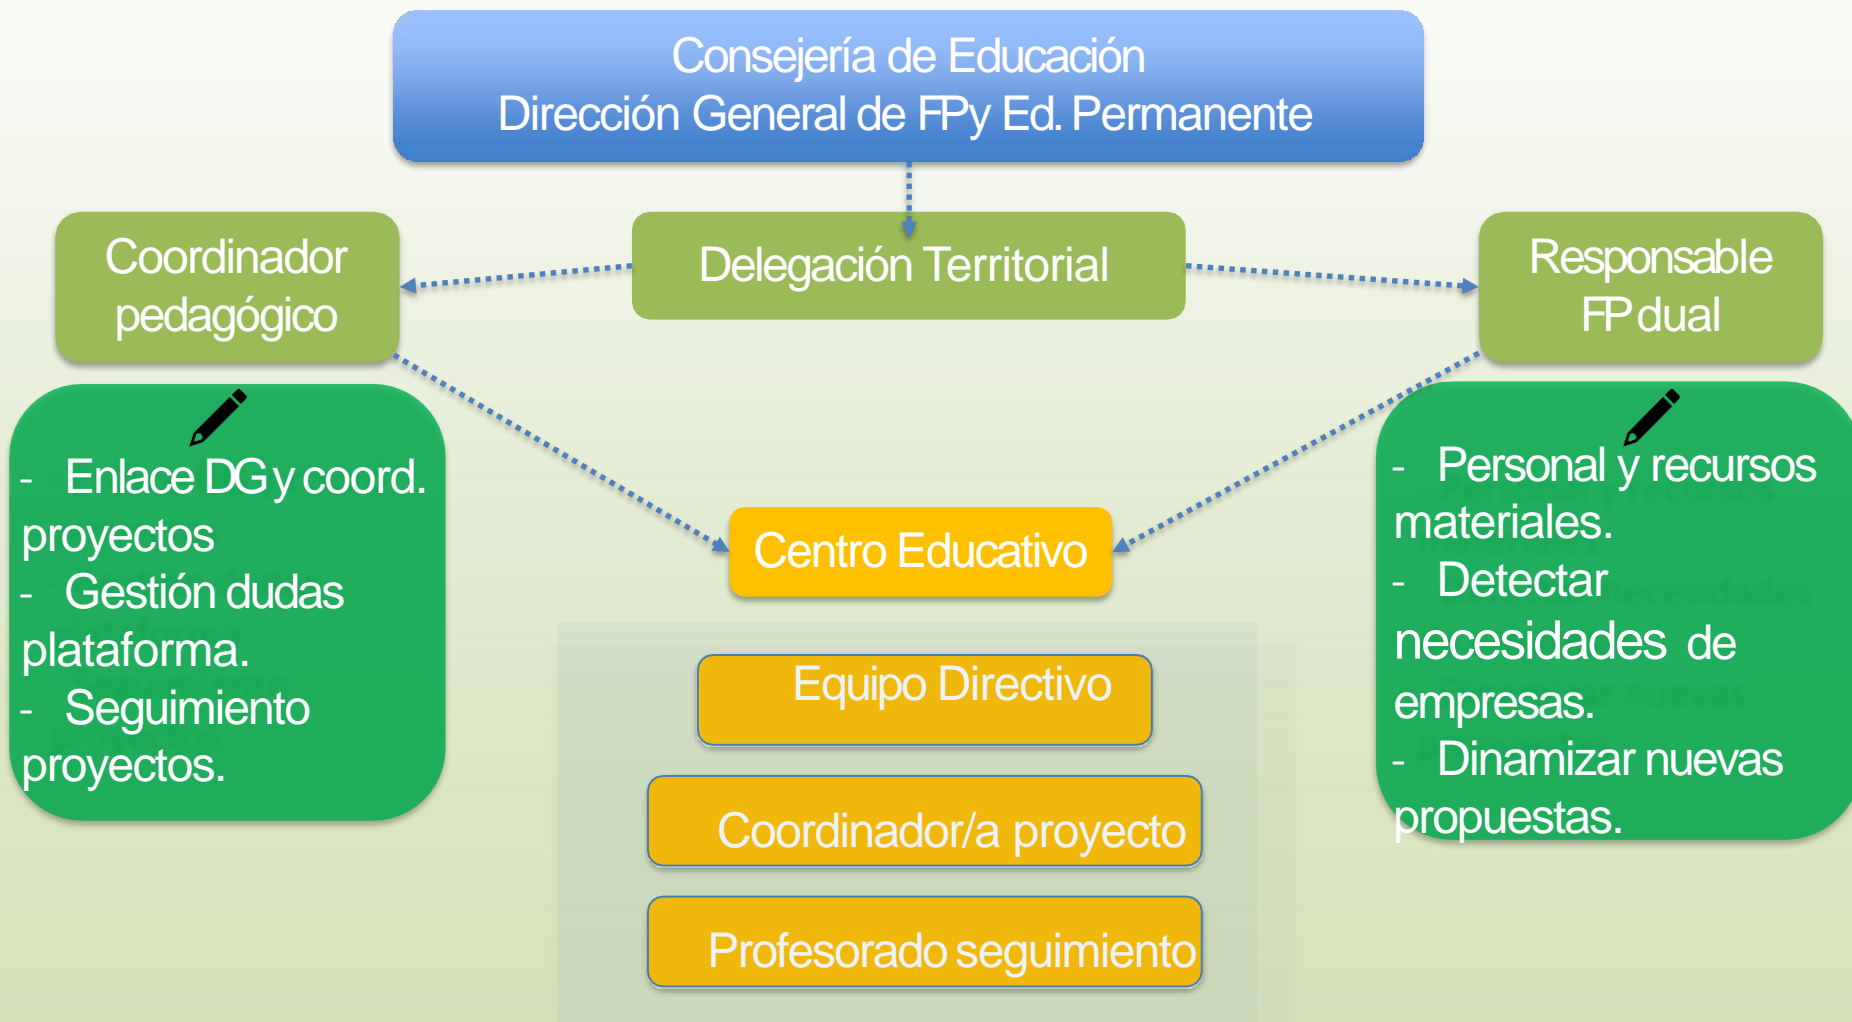 Consejería de Educación
Dirección General de FP y Ed. Permanente
Coordinador
pedagógico
Delegación Territorial
Responsable
FP dual
- Enlace DG y coord.
proyectos
- Gestión dudas
plataforma.
- Seguimiento
proyectos.
- Personal y recursos
materiales.
- Detectar
necesidades de
empresas.
- Dinamizar nuevas
propuestas.
Centro Educativo
Equipo Directivo
Coordinador/a proyecto
Profesorado seguimiento